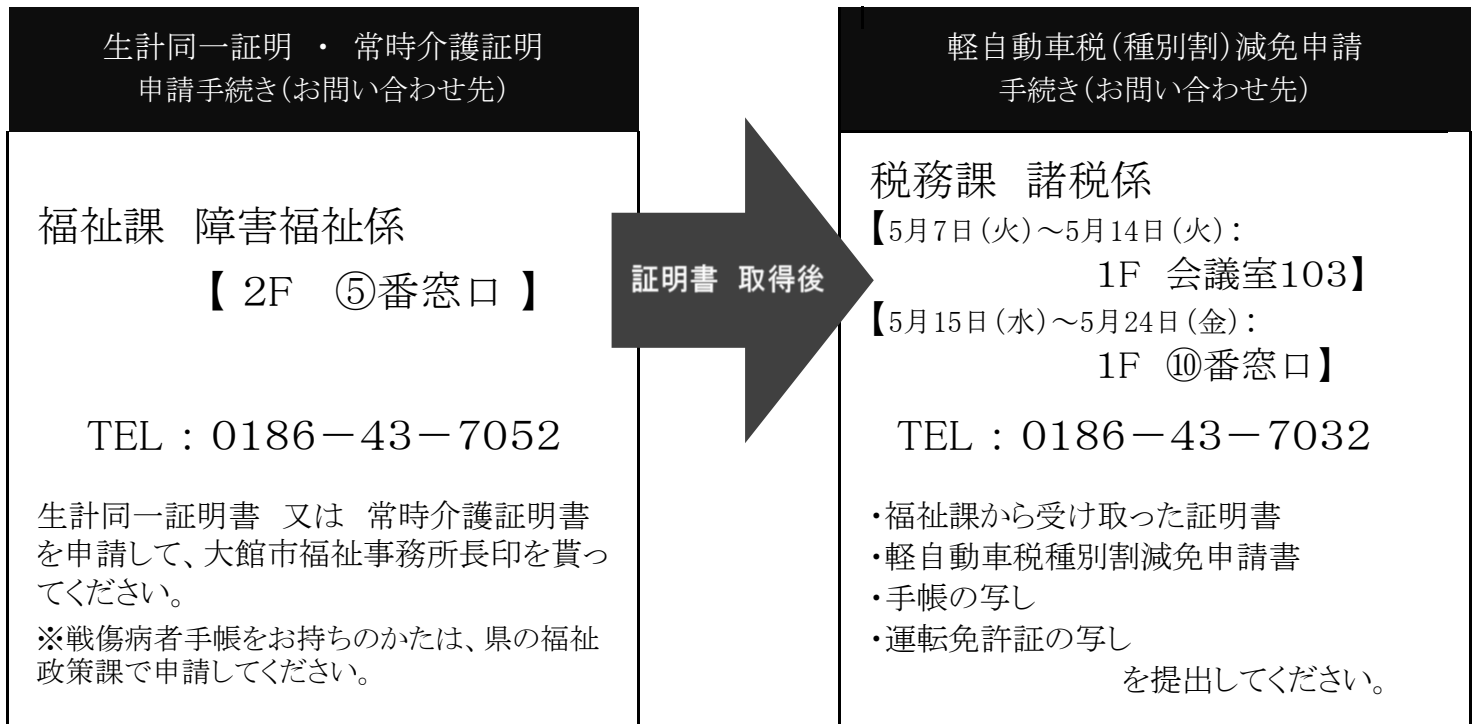 生計同一証明 ・ 常時介護証明
申請手続き(お問い合わせ先)
福祉課 障害福祉係
【 2F ⑤番窓口 】
TEL：0186－43－7052
生計同一証明書 又は 常時介護証明書
を申請して、大館市福祉事務所長印を貰っ
てください。
※戦傷病者手帳をお持ちのかたは、県の福祉
政策課で申請してください。
証明書 取得後
軽自動車税(種別割)減免申請
手続き(お問い合わせ先)
税務課 諸税係
【5月7日(火)～5月14日(火)：
1F 会議室103】
【5月15日(水)～5月24日(金)：
1F ⑩番窓口】
TEL：0186－43－7032
・福祉課から受け取った証明書
・軽自動車税種別割減免申請書
・手帳の写し
・運転免許証の写し
を提出してください。